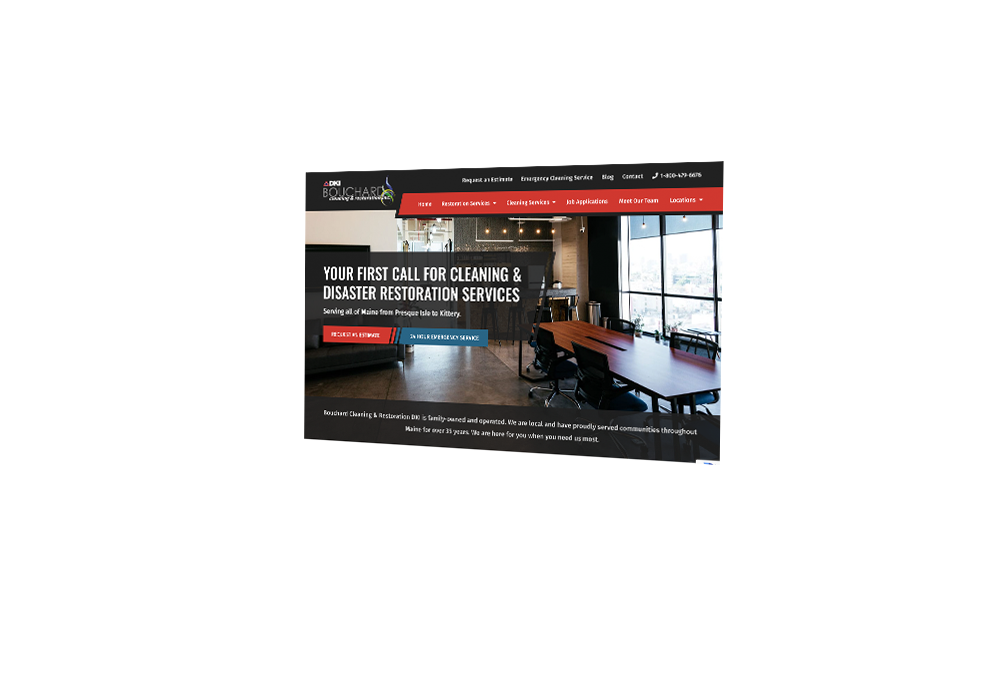 Request an Estimate Emergency Cleaning Service Blog Contact 1-800-479-6676
DKI
BOUCHARD
cleaning & restoration
Home Restoration Services Cleaning Services Job Applications Meet Our Team Locations
YOUR FIRST CALL FOR CLEANING &
DISASTER RESTORATION SERVICES
Serving all of Maine from Presque Isle to Kittery.
REQUEST AN ESTIMATE 24 HOUR EMERGENCY SERVICE
Bouchard Cleaning & Restoration DKI is family-owned and operated. We are local and have proudly served communities throughout
Maine for over 35 years. We are here for you when you need us most.